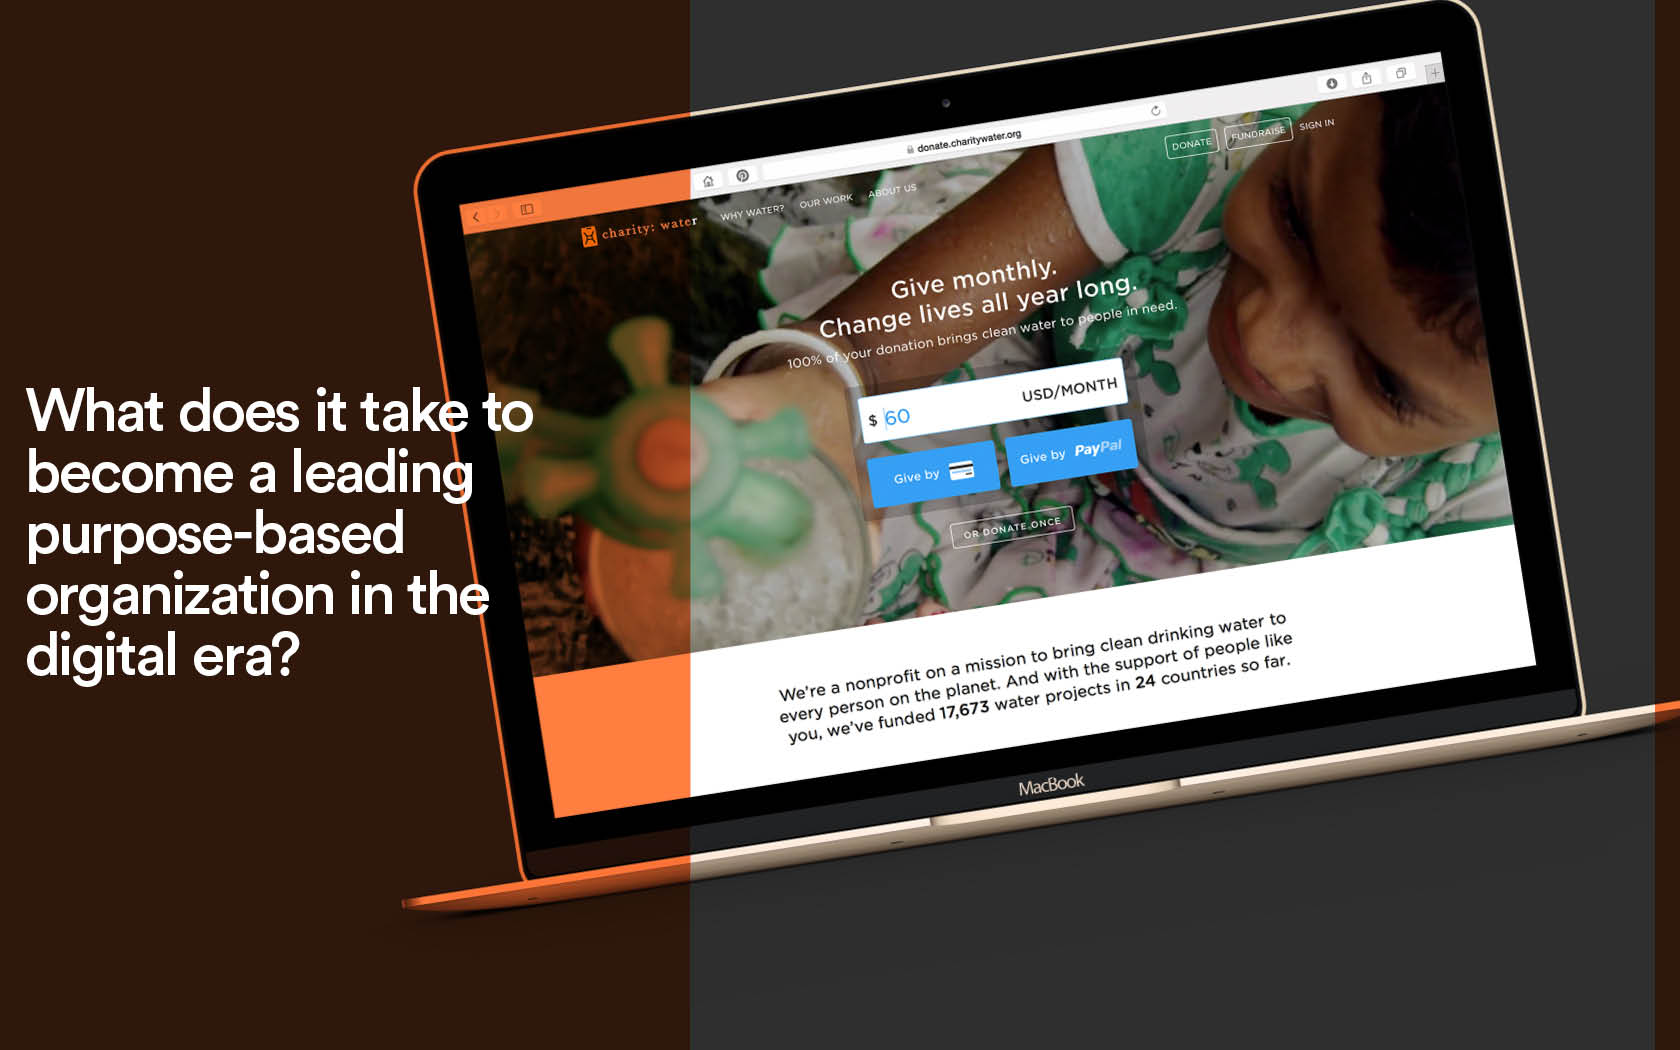 What does it take to
become a leading
purpose-based
organization in the
digital era?
donate.charitywater.org
charity: water
WHY WATER?
OUR WORK
ABOUT US
DONATE
FUNDRAISE
SIGN IN
Give monthly.
Change lives all year long.
100% of your donation brings clean water to people in need.
$ 60
USD/MONTH
Give by
Give by PayPal
OR DONATE ONCE
We're a nonprofit on a mission to bring clean drinking water to
every person on the planet. And with the support of people like
you, we've funded 17,673 water projects in 24 countries so far.
MacBook